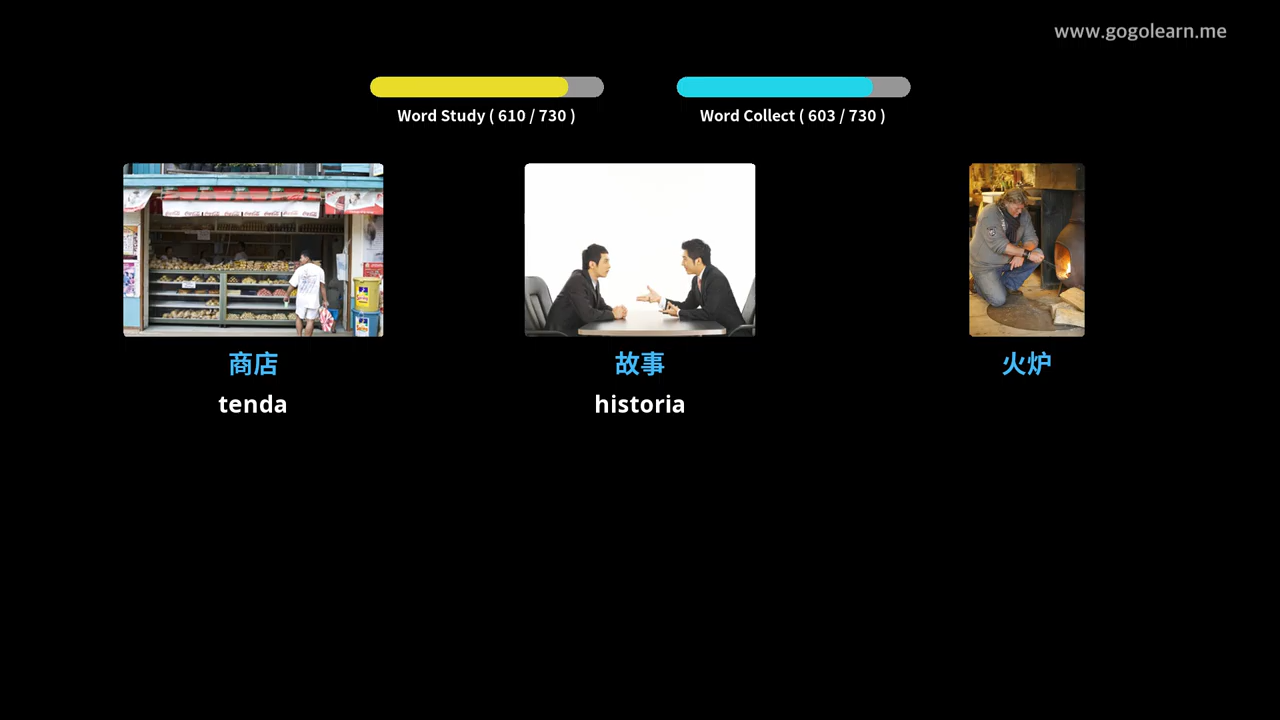 www.gogolearn.me
Word Study ( 610 / 730 )
Word Collect ( 603 / 730 )
商店
故事
火炉
tenda
historia